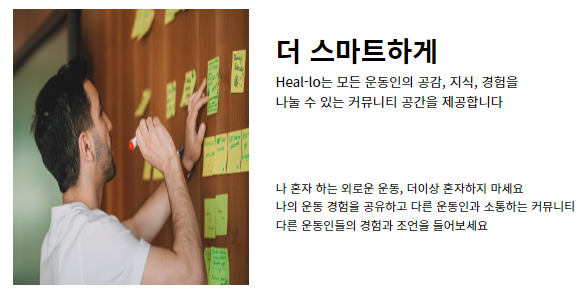 더 스마트하게
Heal-lo는 모든 운동인의 공감, 지식, 경험을
나눌 수 있는 커뮤니티 공간을 제공합니다
나 혼자 하는 외로운 운동, 더이상 혼자하지 마세요
나의 운동 경험을 공유하고 다른 운동인과 소통하는 커뮤니티
다른 운동인들의 경험과 조언을 들어보세요